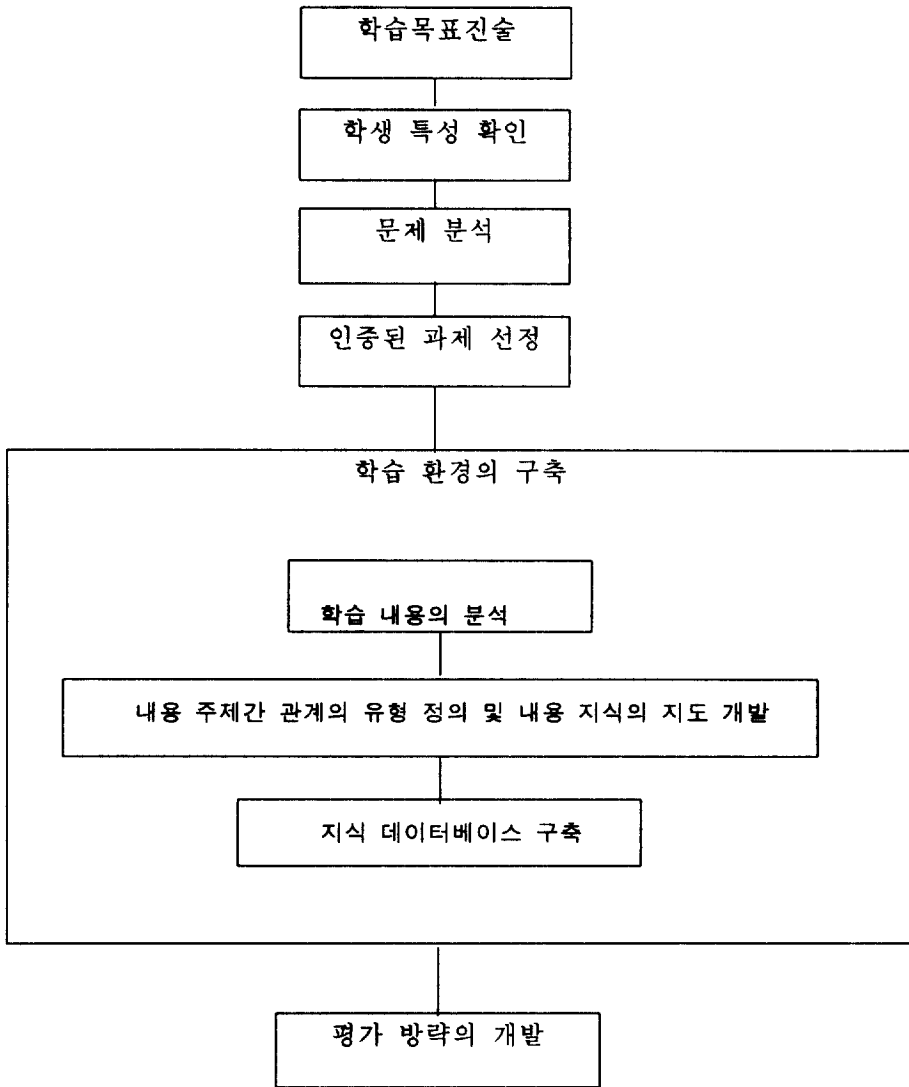 학습목표진술
학생 특성 확인
문제 분석
인증된 과제 선정
학습 환경의 구축
학습 내용의 분석
내용 주제간 관계의 유형 정의 및 내용 지식의 지도 개발
지식 데이터베이스 구축
평가 방략의 개발